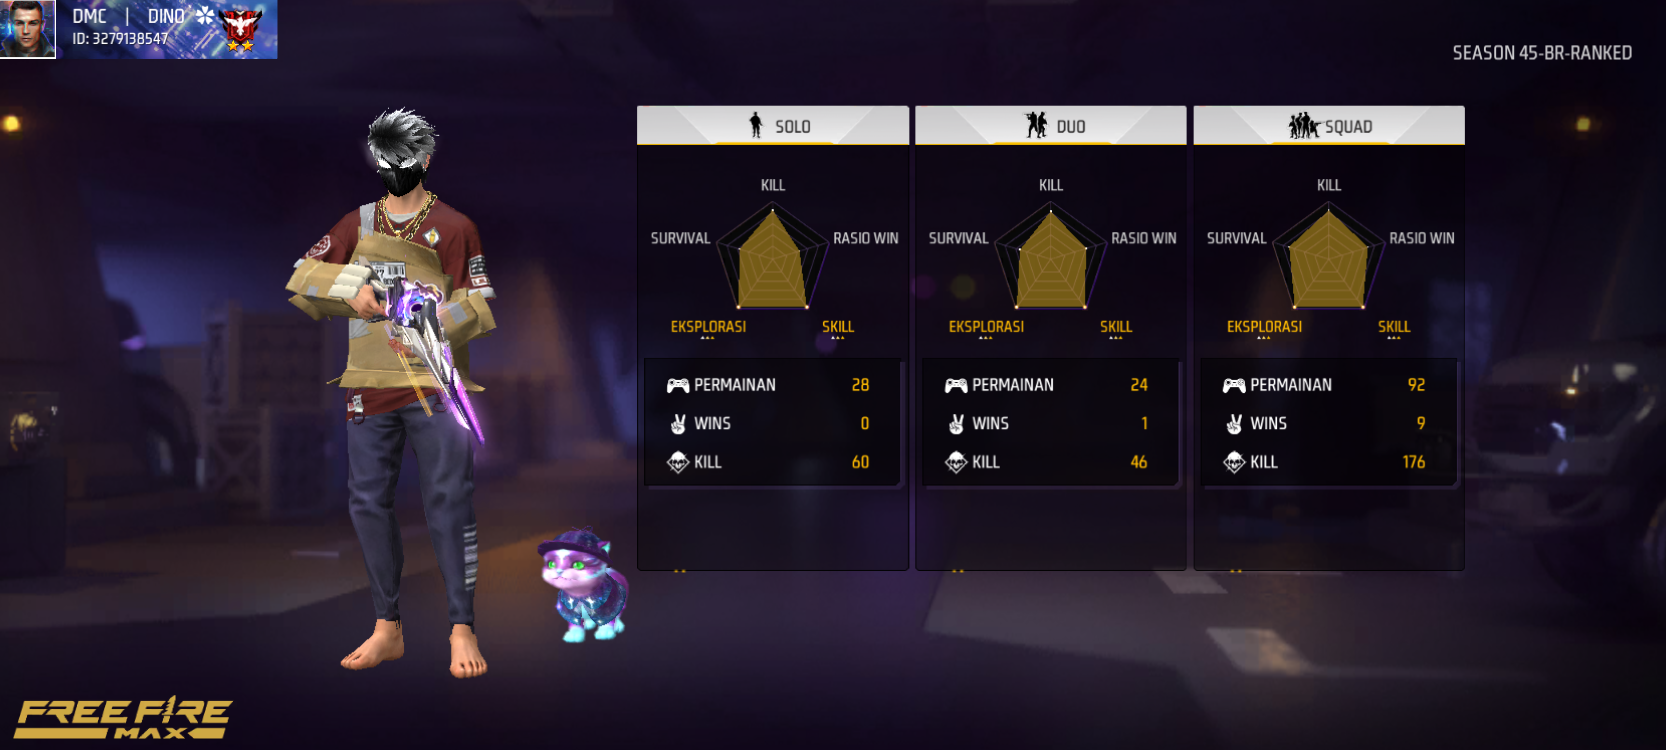 DMC | DINO
ID: 3279138547
SEASON 45-BR-RANKED
SOLO
KILL
SURVIVAL
RASIO WIN
EKSPLORASI
SKILL
PERMAINAN 28
WINS 0
KILL 60
DUO
KILL
SURVIVAL
RASIO WIN
EKSPLORASI
SKILL
PERMAINAN 24
WINS 1
KILL 46
SQUAD
KILL
SURVIVAL
RASIO WIN
EKSPLORASI
SKILL
PERMAINAN 92
WINS 9
KILL 176
FREE FIRE
MAX